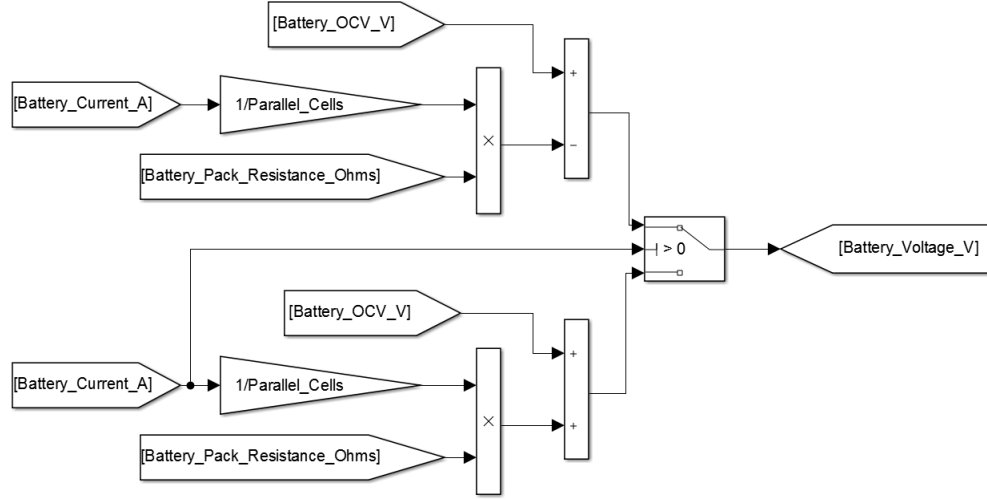 [Battery_OCV_V]
[Battery_Current_A]
1/Parallel_Cells
+
×
−
[Battery_Pack_Resistance_Ohms]
> 0
[Battery_Voltage_V]
[Battery_OCV_V]
[Battery_Current_A]
1/Parallel_Cells
+
×
+
[Battery_Pack_Resistance_Ohms]